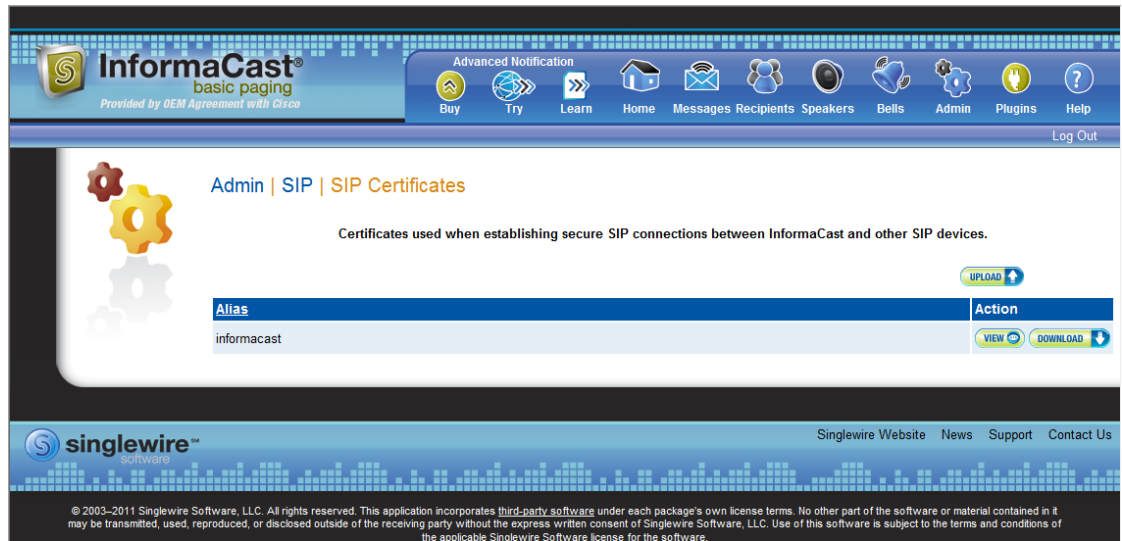 InformaCast®
basic paging
Provided by OEM Agreement with Cisco
Advanced Notification
Buy Try Learn Home Messages Recipients Speakers Bells Admin Plugins Help
Log Out
Admin | SIP | SIP Certificates
Certificates used when establishing secure SIP connections between InformaCast and other SIP devices.
UPLOAD
Alias Action
informacast VIEW DOWNLOAD
singlewire℠
software
Singlewire Website News Support Contact Us
© 2003–2011 Singlewire Software, LLC. All rights reserved. This application incorporates third-party software under each package's own license terms. No other part of the software or material contained in it
may be transmitted, used, reproduced, or disclosed outside of the receiving party without the express written consent of Singlewire Software, LLC. Use of this software is subject to the terms and conditions of
the applicable Singlewire Software license for the software.